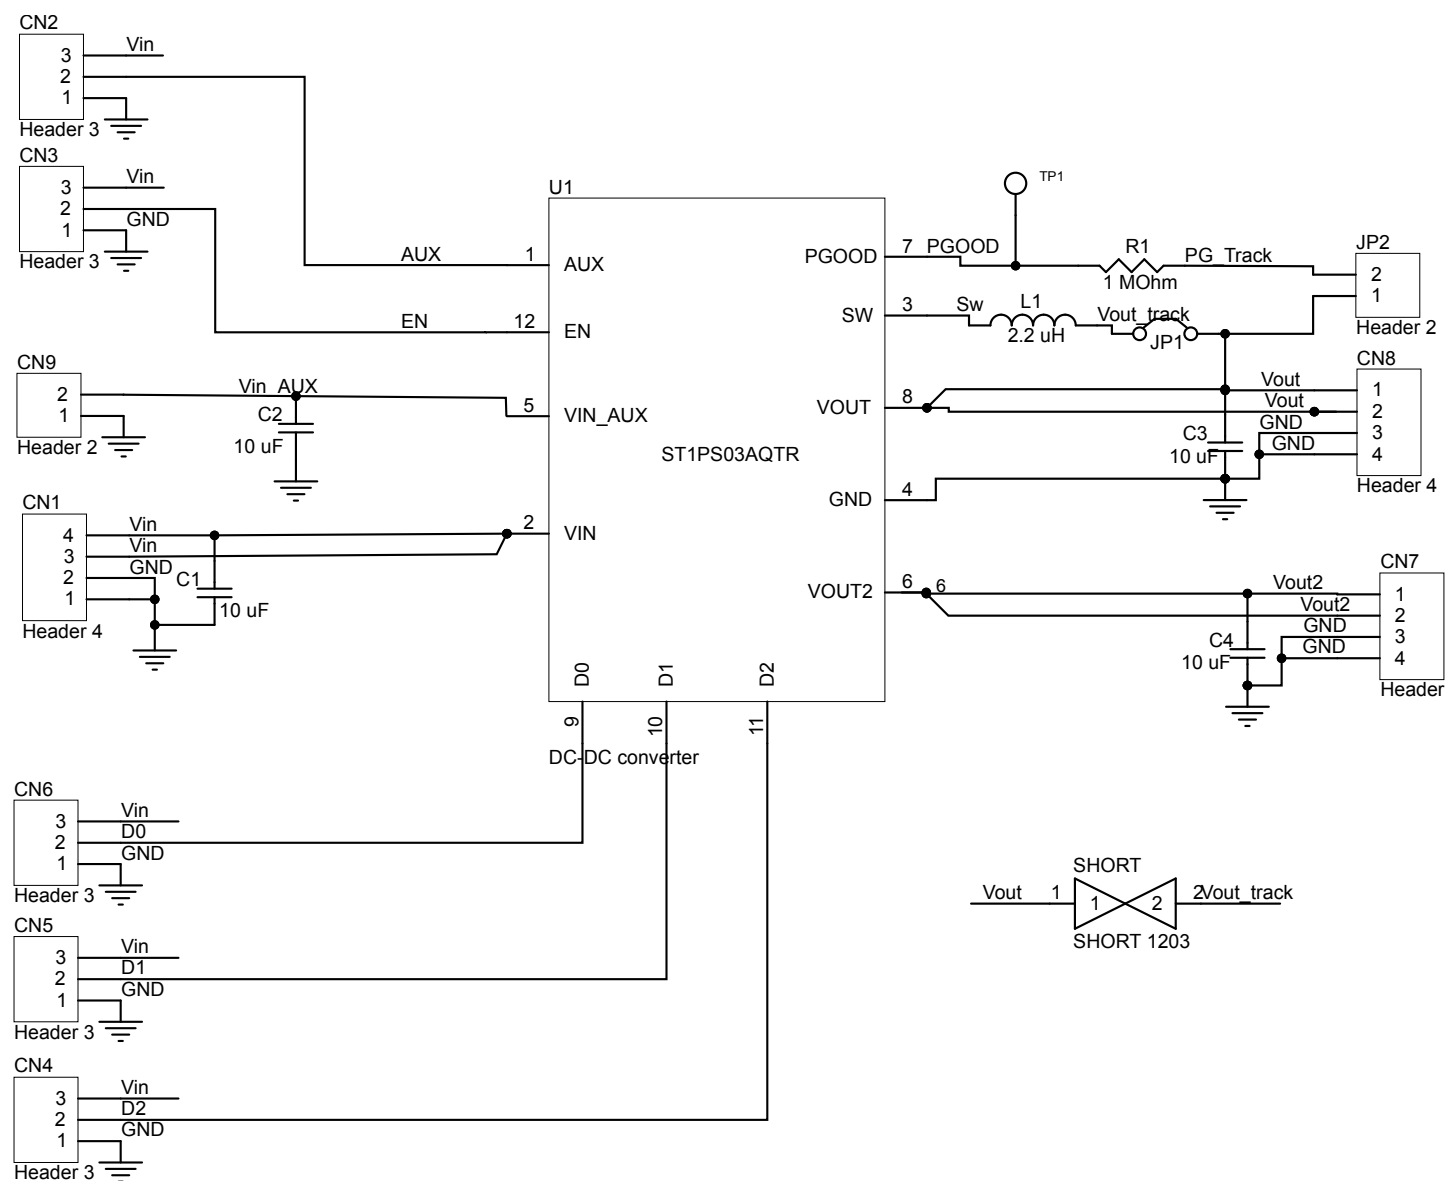 CN2
3 Vin
2
1
Header 3
CN3
3 Vin
2
1 GND
Header 3
AUX 1 AUX
EN 12 EN
CN9
2 Vin_AUX
1
Header 2
C2
10 uF
5 VIN_AUX
CN1
4 Vin
3 Vin
2 GND
1
Header 4
C1
10 uF
2 VIN
U1
ST1PS03AQTR
DC-DC converter
D0 D1 D2
9 10 11
PGOOD 7 PGOOD
TP1
R1
1 MOhm
PG_Track
JP2
2
1
Header 2
SW 3 Sw
L1
2.2 uH
Vout_track
JP1
VOUT 8
CN8
Vout 1
Vout 2
GND 3
GND 4
Header 4
C3
10 uF
GND 4
VOUT2 6 6
CN7
Vout2 1
Vout2 2
GND 3
GND 4
Header
C4
10 uF
CN6
3 Vin
2 D0
1 GND
Header 3
CN5
3 Vin
2 D1
1 GND
Header 3
CN4
3 Vin
2 D2
1 GND
Header 3
SHORT
Vout 1 1 2 2 Vout_track
SHORT 1203